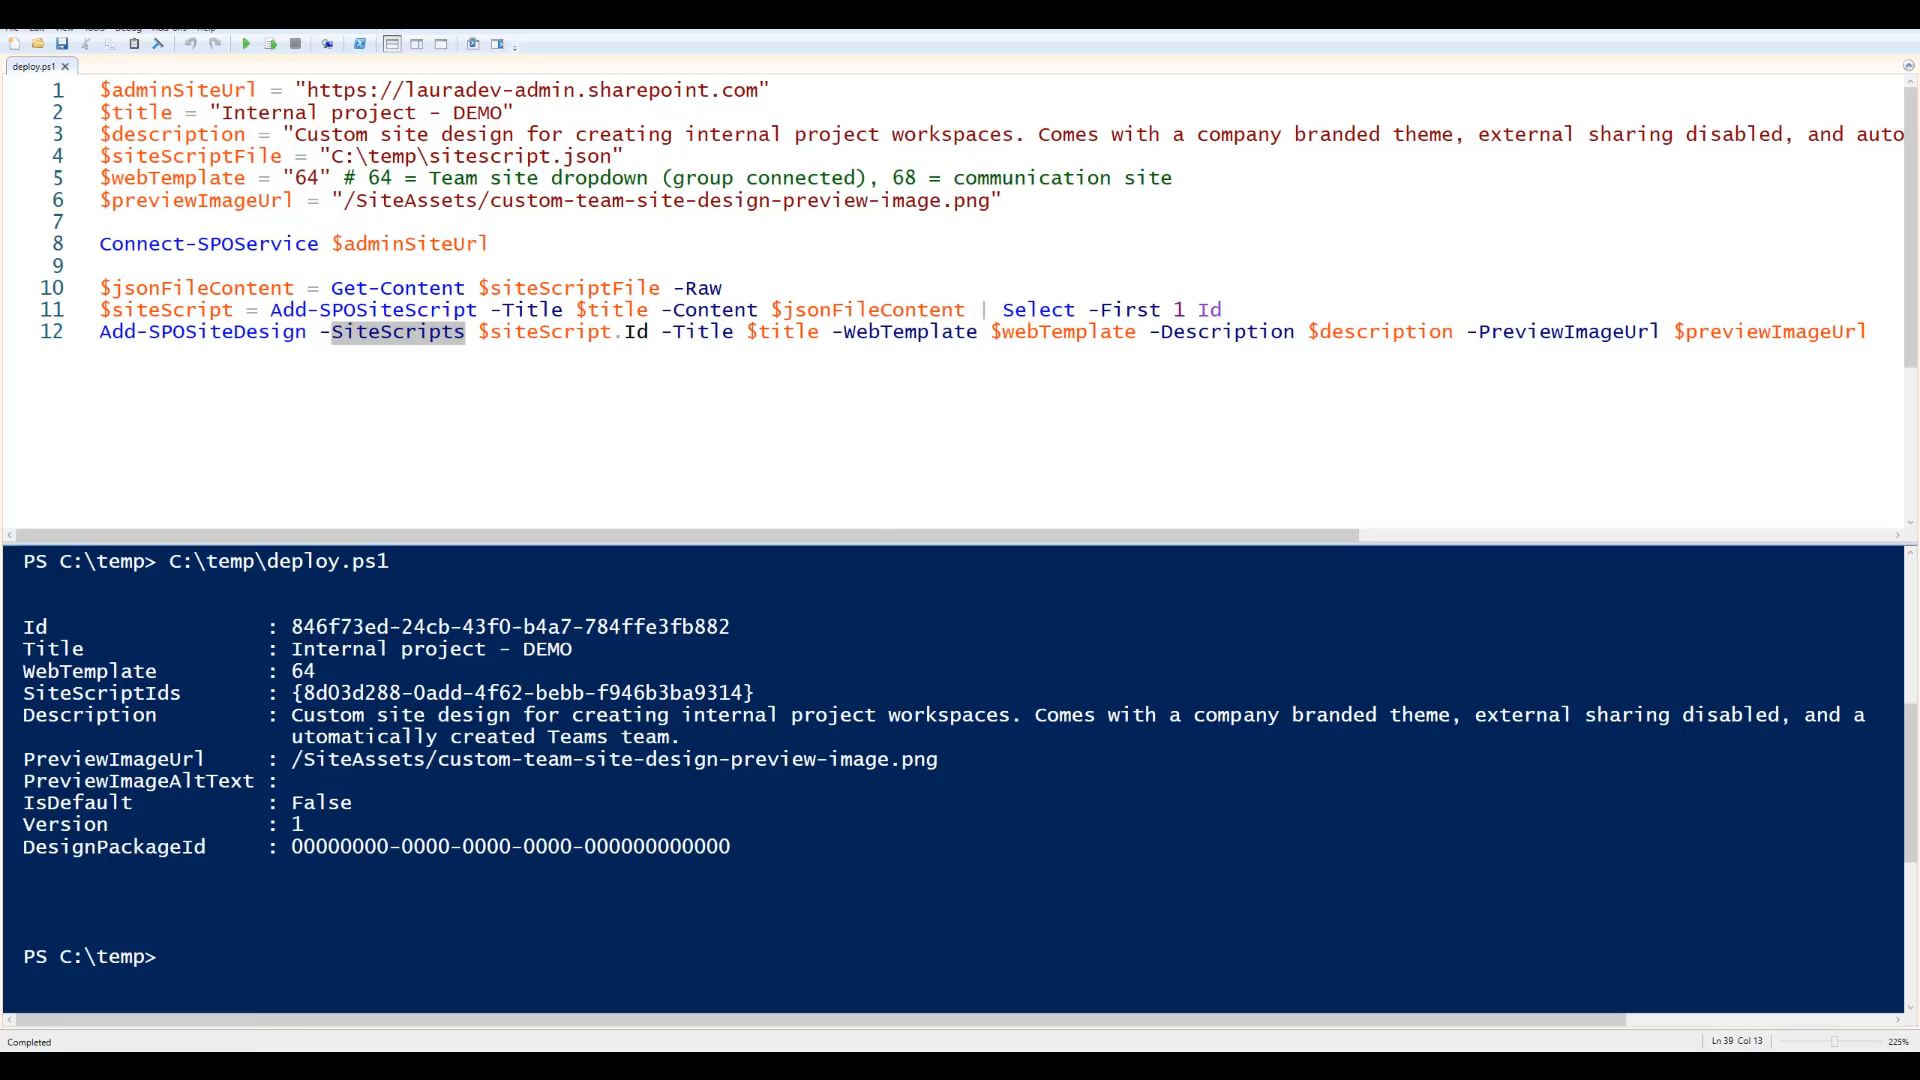 File Edit View Tools Debug Add-ons Help
deploy.ps1
1 $adminSiteUrl = "https://lauradev-admin.sharepoint.com"
2 $title = "Internal project - DEMO"
3 $description = "Custom site design for creating internal project workspaces. Comes with a company branded theme, external sharing disabled, and auto
4 $siteScriptFile = "C:\temp\sitescript.json"
5 $webTemplate = "64" # 64 = Team site dropdown (group connected), 68 = communication site
6 $previewImageUrl = "/SiteAssets/custom-team-site-design-preview-image.png"
7
8 Connect-SPOService $adminSiteUrl
9
10 $jsonFileContent = Get-Content $siteScriptFile -Raw
11 $siteScript = Add-SPOSiteScript -Title $title -Content $jsonFileContent | Select -First 1 Id
12 Add-SPOSiteDesign -SiteScripts $siteScript.Id -Title $title -WebTemplate $webTemplate -Description $description -PreviewImageUrl $previewImageUrl
PS C:\temp> C:\temp\deploy.ps1
Id : 846f73ed-24cb-43f0-b4a7-784ffe3fb882
Title : Internal project - DEMO
WebTemplate : 64
SiteScriptIds : {8d03d288-0add-4f62-bebb-f946b3ba9314}
Description : Custom site design for creating internal project workspaces. Comes with a company branded theme, external sharing disabled, and a
utomatically created Teams team.
PreviewImageUrl : /SiteAssets/custom-team-site-design-preview-image.png
PreviewImageAltText :
IsDefault : False
Version : 1
DesignPackageId : 00000000-0000-0000-0000-000000000000
PS C:\temp>
Completed
Ln 39 Col 13
225%